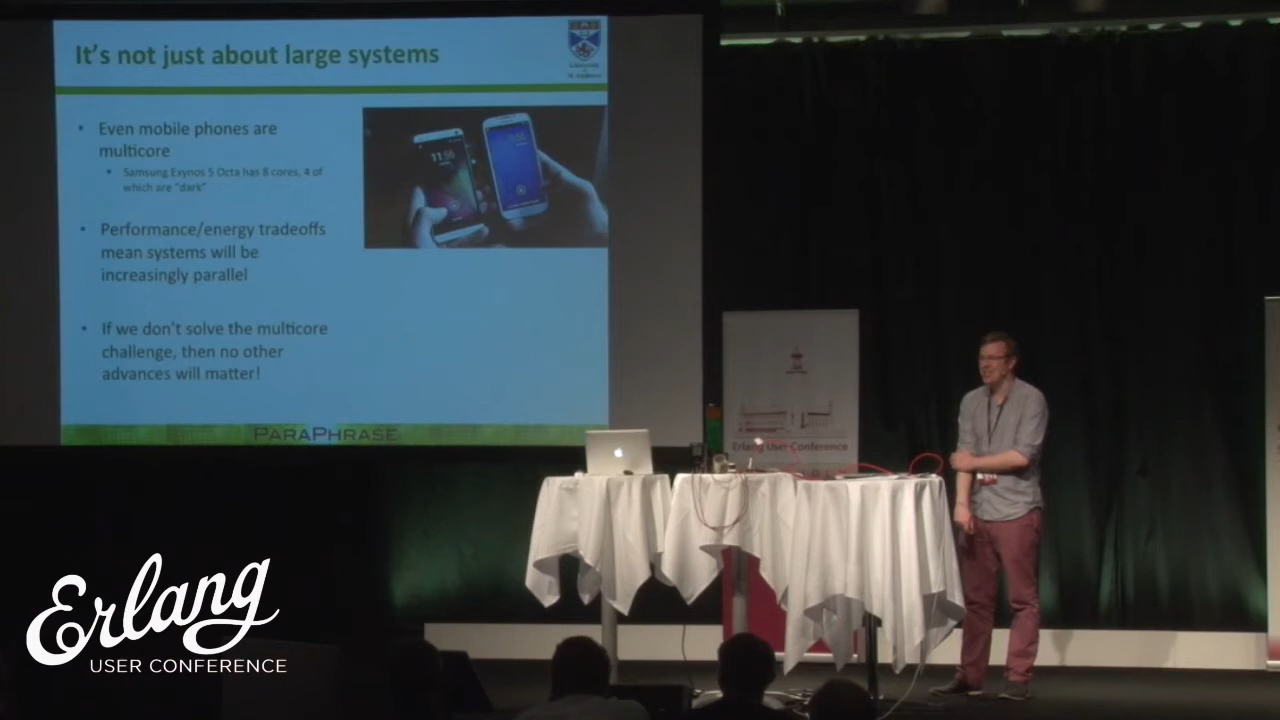 It's not just about large systems
• Even mobile phones are
multicore
• Samsung Exynos 5 Octa has 8 cores, 4 of
which are "dark"
• Performance/energy tradeoffs
mean systems will be
increasingly parallel
• If we don't solve the multicore
challenge, then no other
advances will matter!
PARAPHRASE
11:56
Erlang User Conference
Erlang
USER CONFERENCE